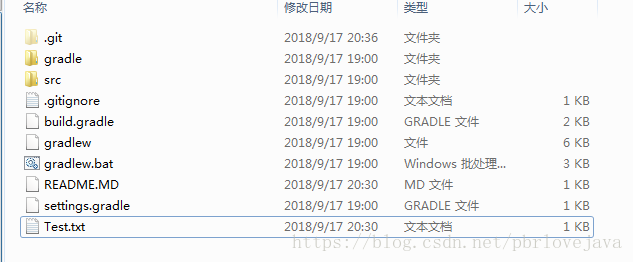 名称 修改日期 类型 大小
.git 2018/9/17 20:36 文件夹
gradle 2018/9/17 19:00 文件夹
src 2018/9/17 19:00 文件夹
.gitignore 2018/9/17 19:00 文本文档 1 KB
build.gradle 2018/9/17 19:00 GRADLE 文件 2 KB
gradlew 2018/9/17 19:00 文件 6 KB
gradlew.bat 2018/9/17 19:00 Windows 批处理... 3 KB
README.MD 2018/9/17 20:30 MD 文件 1 KB
settings.gradle 2018/9/17 19:00 GRADLE 文件 1 KB
Test.txt 2018/9/17 20:30 文本文档 1 KB
https://blog.csdn.net/pbrlovejava